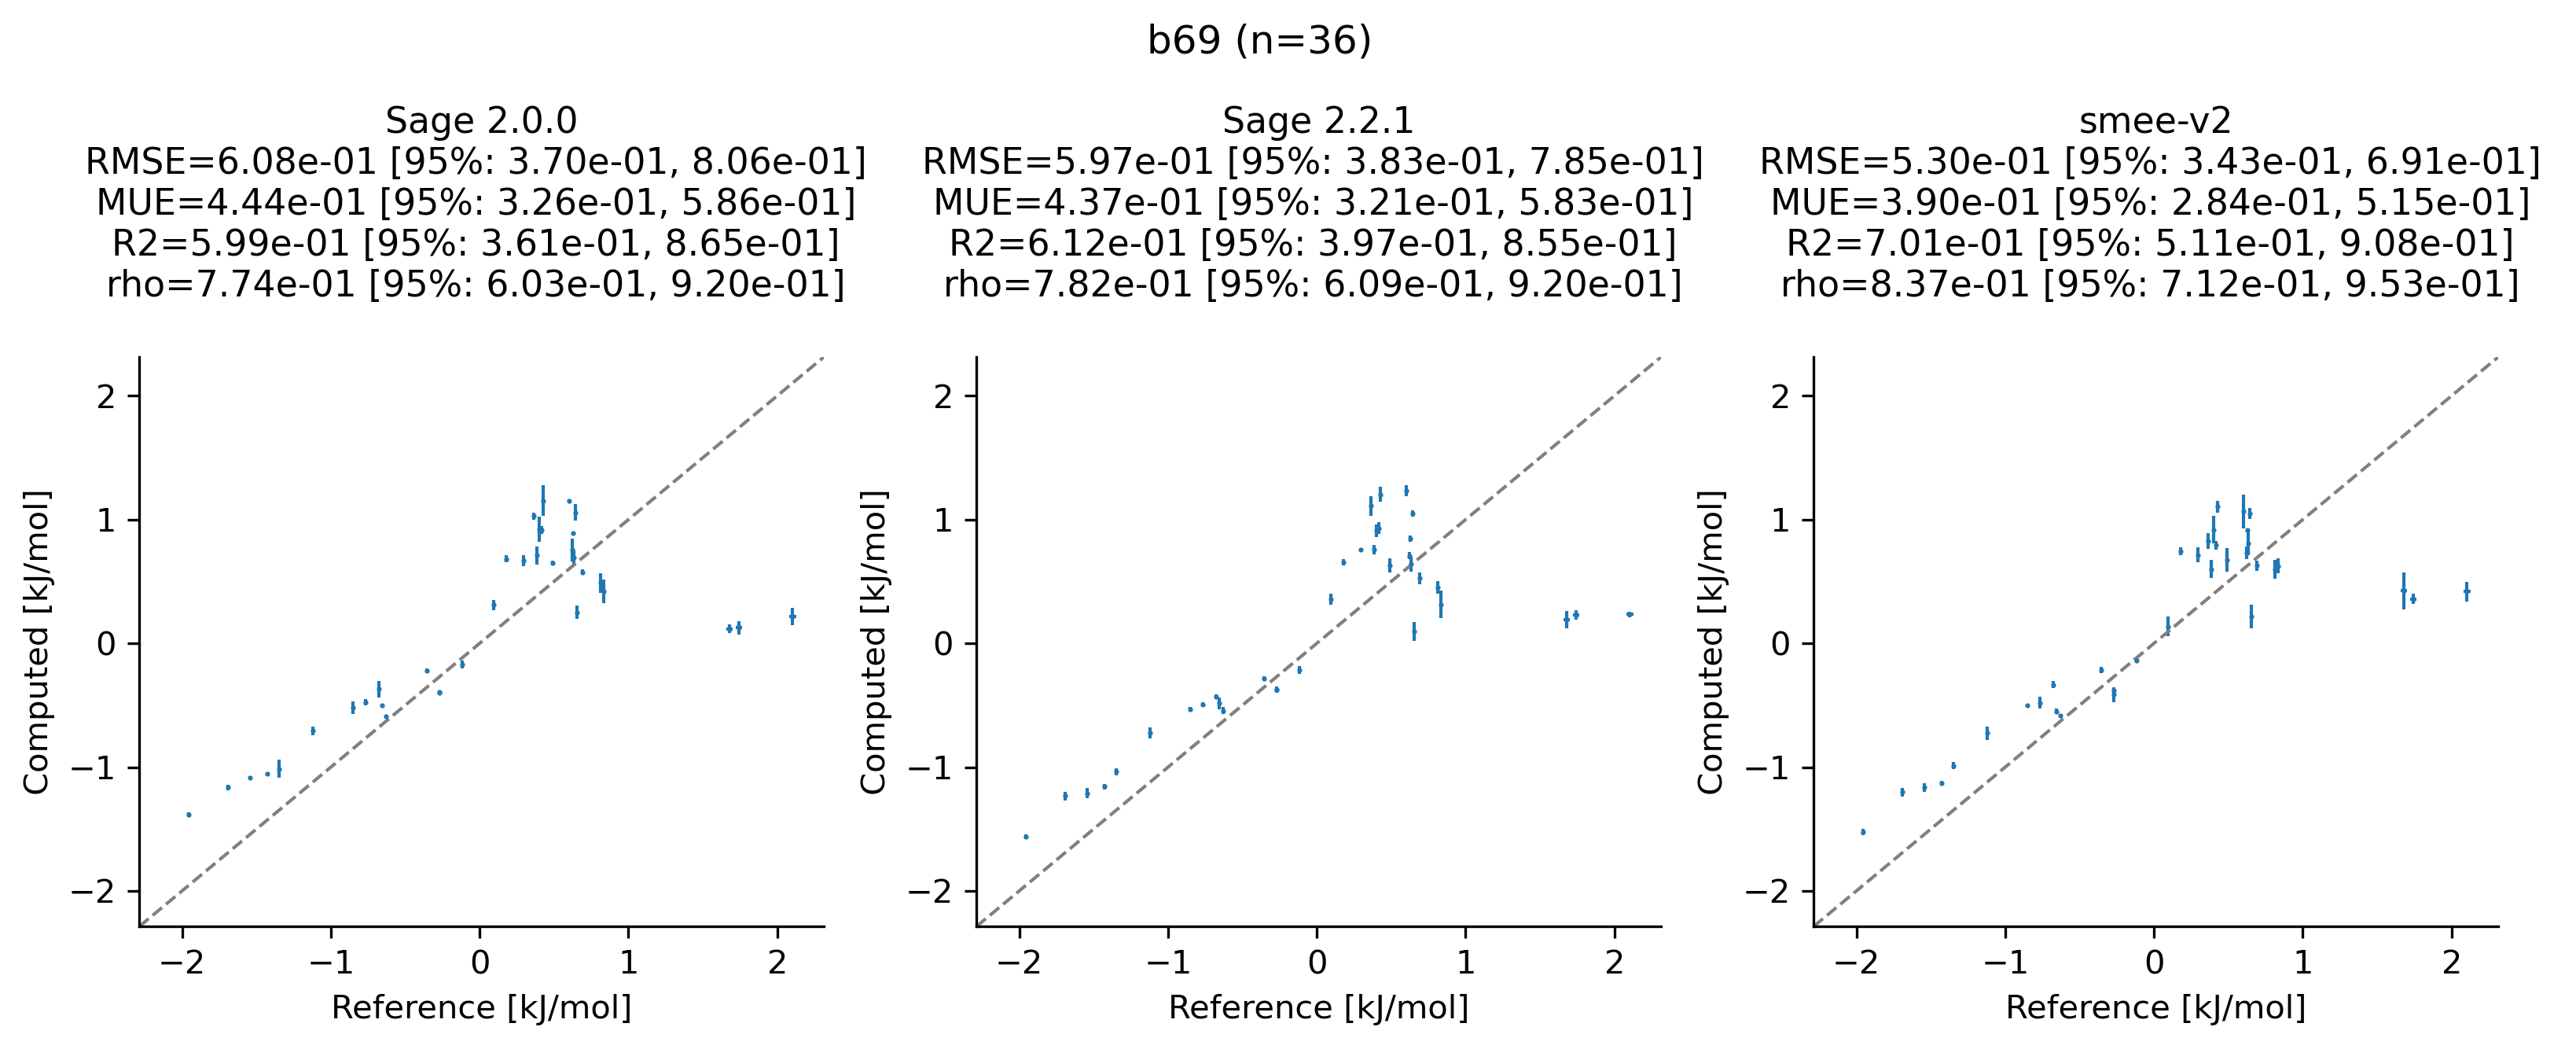 b69 (n=36)
Sage 2.0.0
RMSE=6.08e-01 [95%: 3.70e-01, 8.06e-01]
MUE=4.44e-01 [95%: 3.26e-01, 5.86e-01]
R2=5.99e-01 [95%: 3.61e-01, 8.65e-01]
rho=7.74e-01 [95%: 6.03e-01, 9.20e-01]
2
1
0
−1
−2
Computed [kJ/mol]
−2 −1 0 1 2
Reference [kJ/mol]
Sage 2.2.1
RMSE=5.97e-01 [95%: 3.83e-01, 7.85e-01]
MUE=4.37e-01 [95%: 3.21e-01, 5.83e-01]
R2=6.12e-01 [95%: 3.97e-01, 8.55e-01]
rho=7.82e-01 [95%: 6.09e-01, 9.20e-01]
2
1
0
−1
−2
Computed [kJ/mol]
−2 −1 0 1 2
Reference [kJ/mol]
smee-v2
RMSE=5.30e-01 [95%: 3.43e-01, 6.91e-01]
MUE=3.90e-01 [95%: 2.84e-01, 5.15e-01]
R2=7.01e-01 [95%: 5.11e-01, 9.08e-01]
rho=8.37e-01 [95%: 7.12e-01, 9.53e-01]
2
1
0
−1
−2
Computed [kJ/mol]
−2 −1 0 1 2
Reference [kJ/mol]